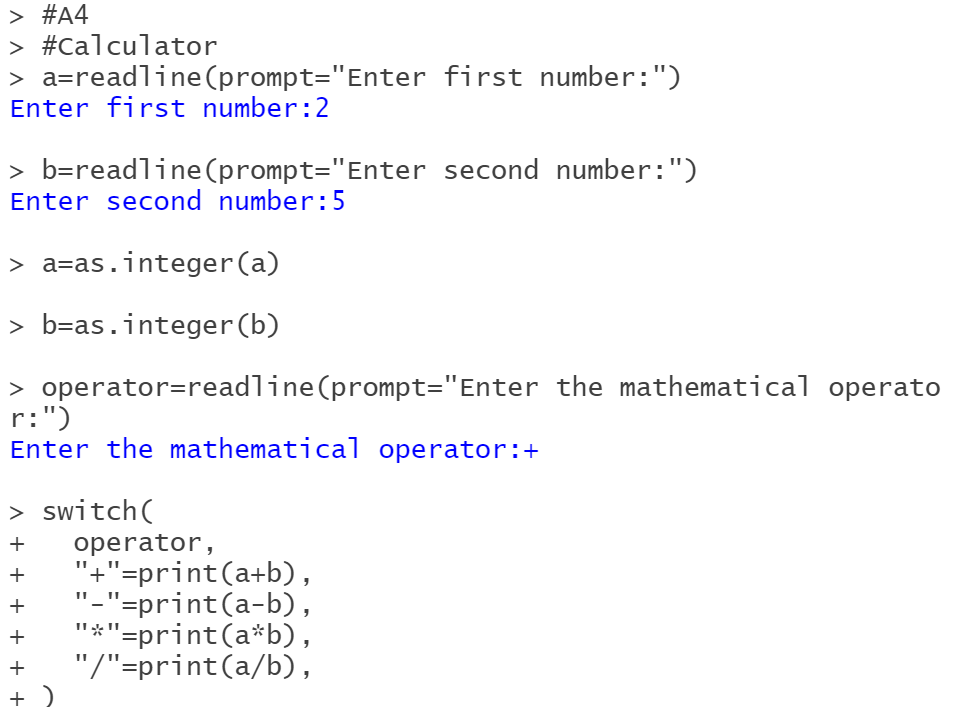 > #A4
> #Calculator
> a=readline(prompt="Enter first number:")
Enter first number:2
> b=readline(prompt="Enter second number:")
Enter second number:5
> a=as.integer(a)
> b=as.integer(b)
> operator=readline(prompt="Enter the mathematical operato
r:")
Enter the mathematical operator:+
> switch(
+   operator,
+   "+"=print(a+b),
+   "-"=print(a-b),
+   "*"=print(a*b),
+   "/"=print(a/b),
+ )